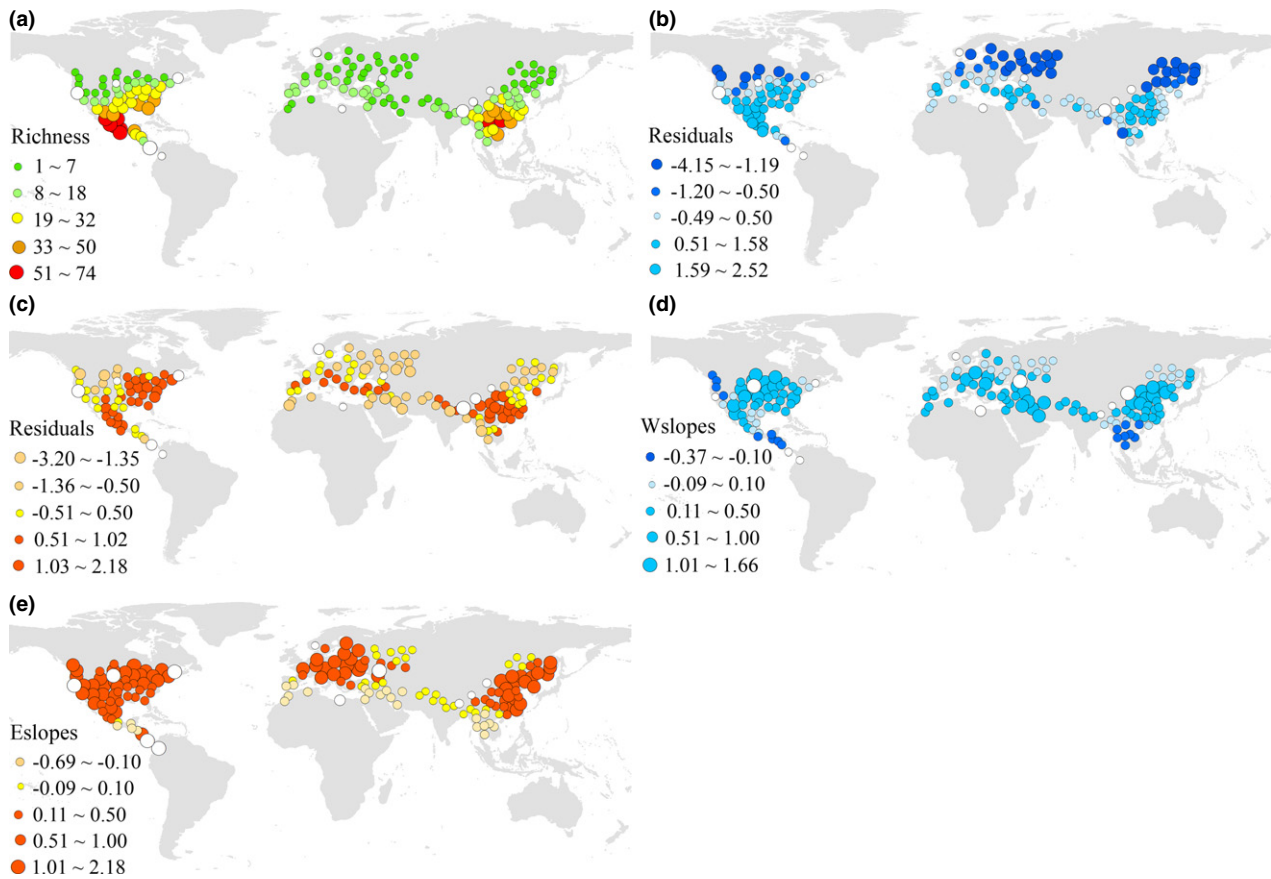 (a)
Richness
1 ~ 7
8 ~ 18
19 ~ 32
33 ~ 50
51 ~ 74
(b)
Residuals
-4.15 ~ -1.19
-1.20 ~ -0.50
-0.49 ~ 0.50
0.51 ~ 1.58
1.59 ~ 2.52
(c)
Residuals
-3.20 ~ -1.35
-1.36 ~ -0.50
-0.51 ~ 0.50
0.51 ~ 1.02
1.03 ~ 2.18
(d)
Wslopes
-0.37 ~ -0.10
-0.09 ~ 0.10
0.11 ~ 0.50
0.51 ~ 1.00
1.01 ~ 1.66
(e)
Eslopes
-0.69 ~ -0.10
-0.09 ~ 0.10
0.11 ~ 0.50
0.51 ~ 1.00
1.01 ~ 2.18